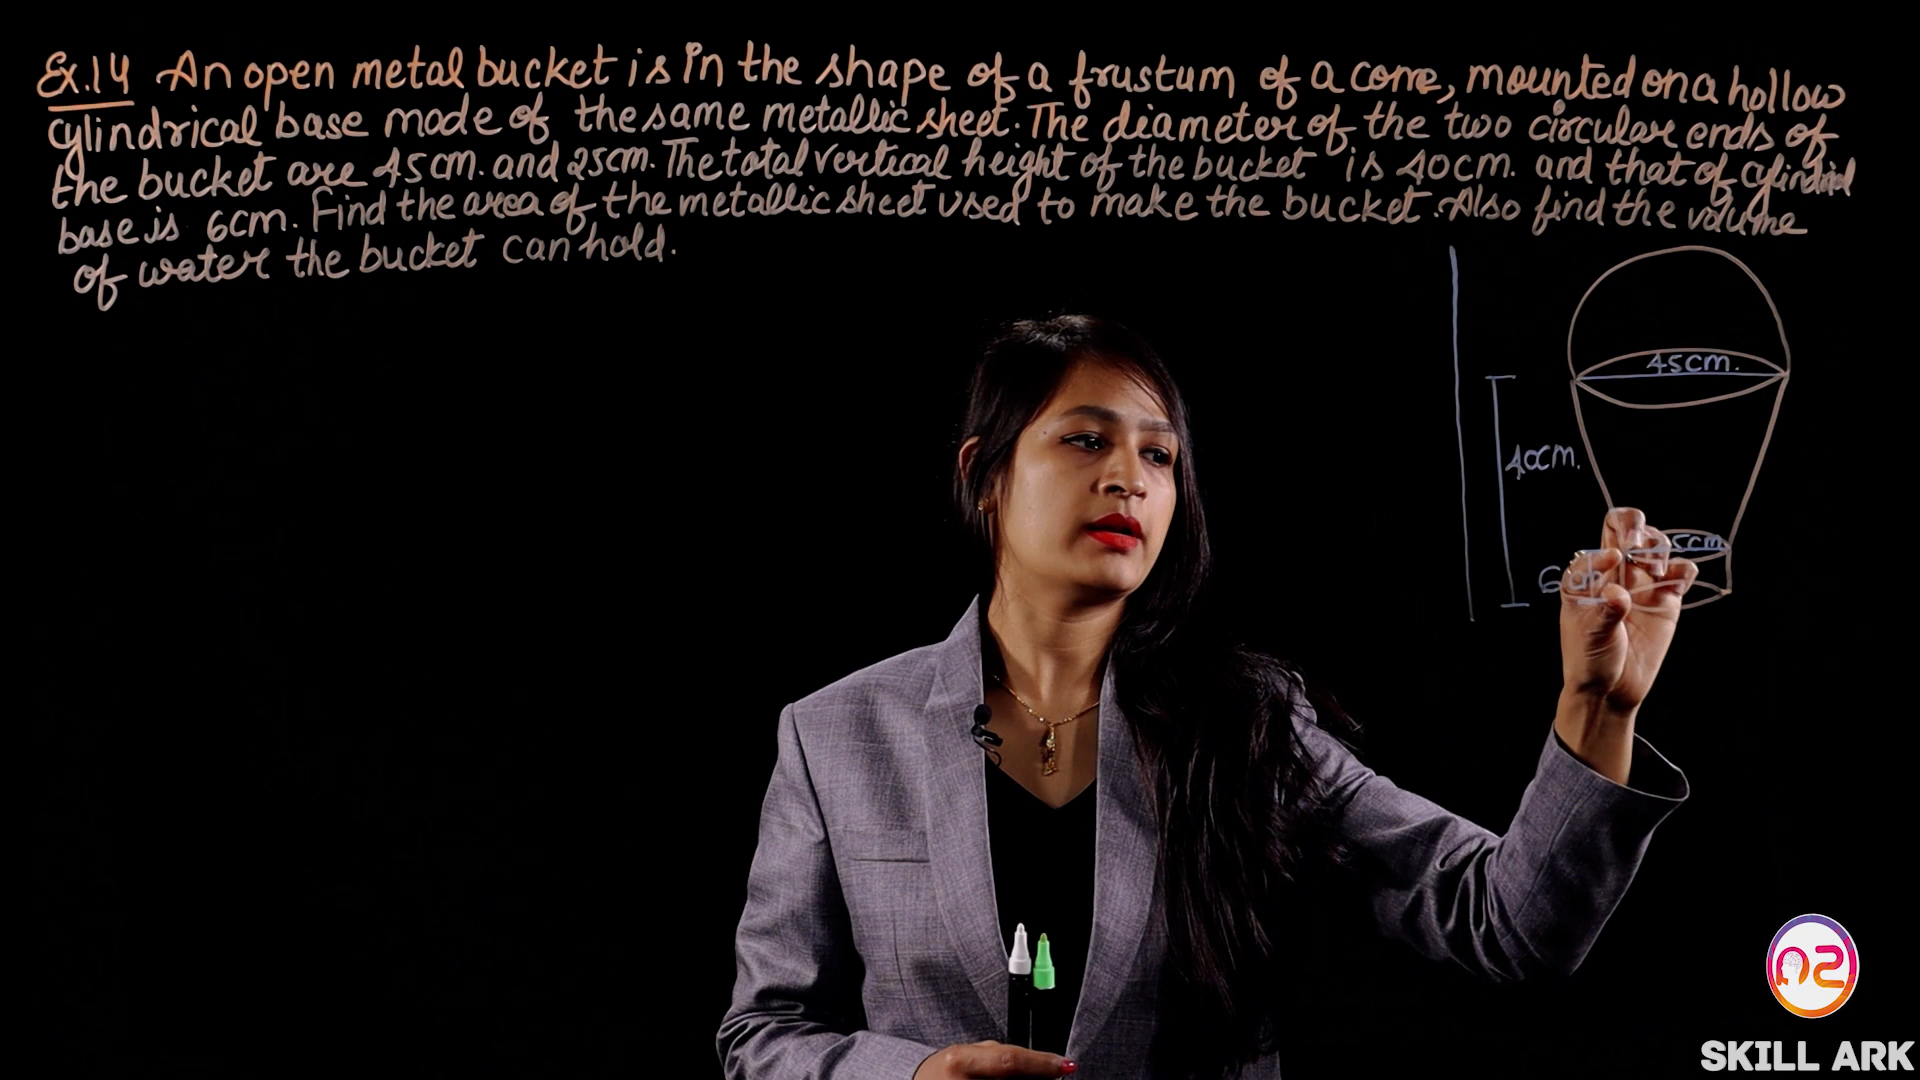 Ex.14 An open metal bucket is in the shape of a frustum of a cone, mounted on a hollow
cylindrical base made of the same metallic sheet. The diameter of the two circular ends of
the bucket are 45cm. and 25cm. The total vertical height of the bucket is 40cm. and that of cylindrical
base is 6cm. Find the area of the metallic sheet used to make the bucket. Also find the volume
of water the bucket can hold.
45cm.
40cm.
5cm
6cm
SKILL ARK